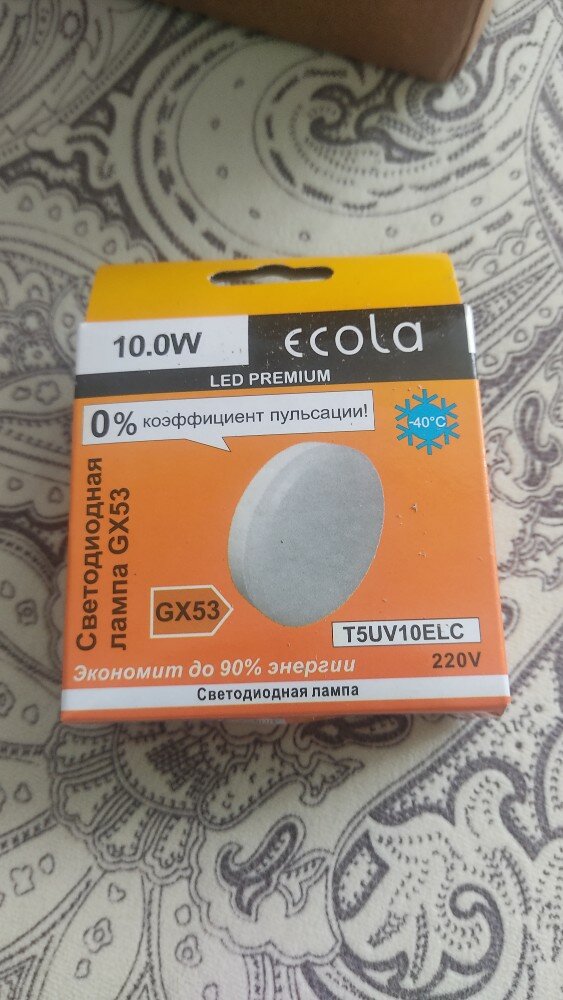 10.0W
ecola
LED PREMIUM
0% коэффициент пульсации!
-40°C
Светодиодная
лампа GX53
GX53
T5UV10ELC
Экономит до 90% энергии
220V
Светодиодная лампа